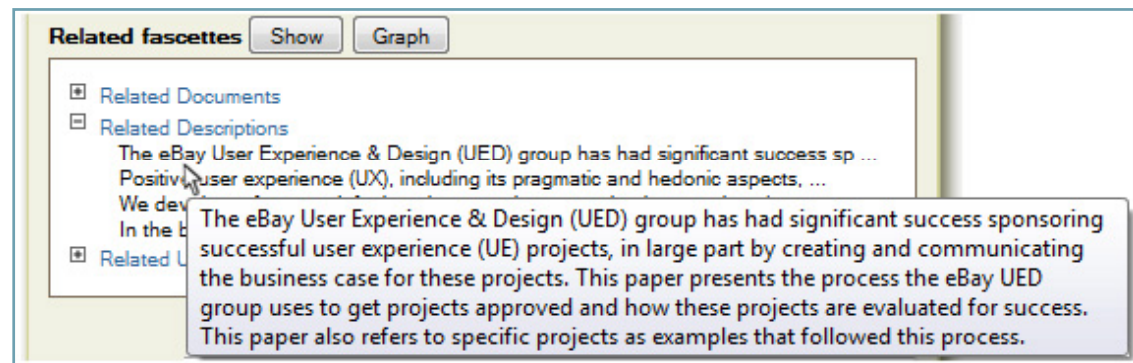 Related fascettes Show Graph
Related Documents
Related Descriptions
The eBay User Experience & Design (UED) group has had significant success sp ...
Positive user experience (UX), including its pragmatic and hedonic aspects, ...
We
In the
Related
The eBay User Experience & Design (UED) group has had significant success sponsoring
successful user experience (UE) projects, in large part by creating and communicating
the business case for these projects. This paper presents the process the eBay UED
group uses to get projects approved and how these projects are evaluated for success.
This paper also refers to specific projects as examples that followed this process.